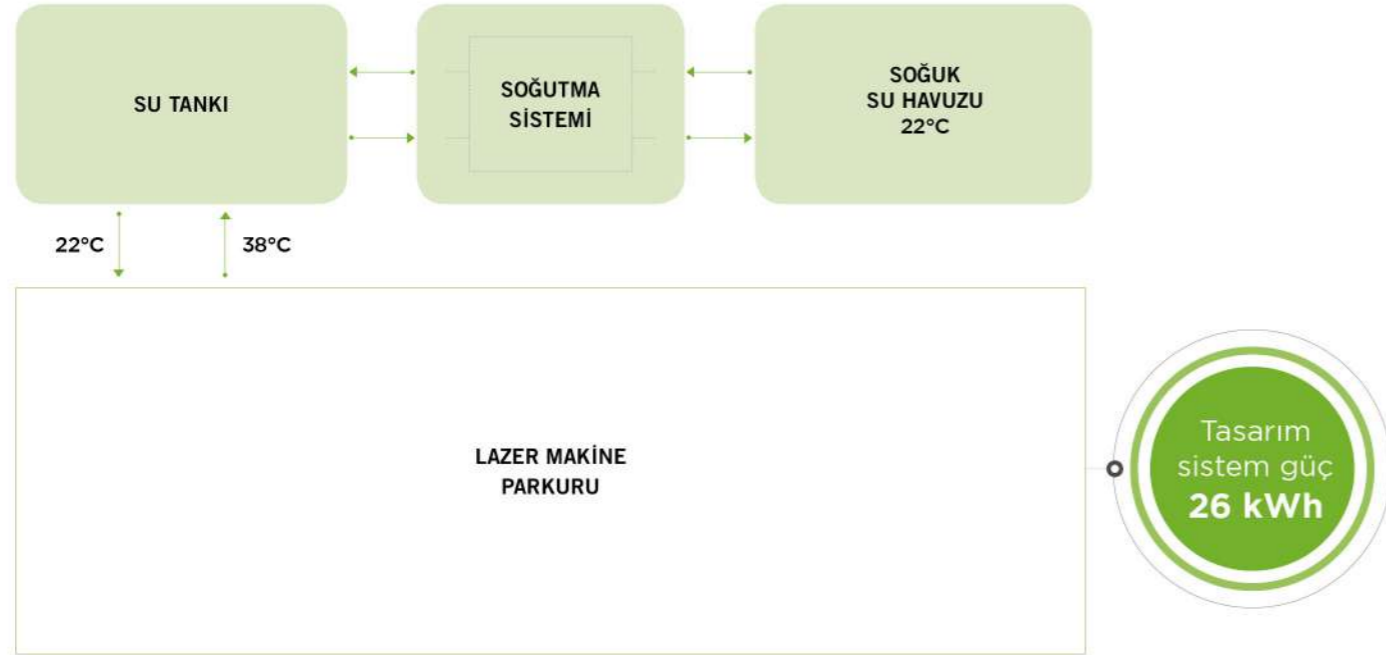 SU TANKI
SOĞUTMA
SİSTEMİ
SOĞUK
SU HAVUZU
22°C
22°C
38°C
LAZER MAKİNE
PARKURU
Tasarım
sistem güç
26 kWh